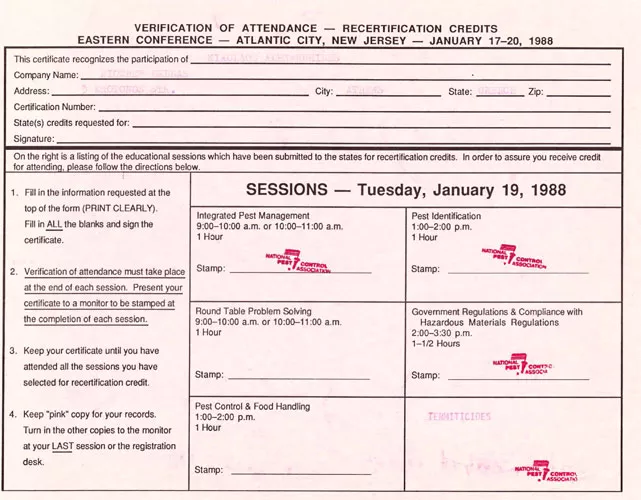 VERIFICATION OF ATTENDANCE — RECERTIFICATION CREDITS
EASTERN CONFERENCE — ATLANTIC CITY, NEW JERSEY — JANUARY 17–20, 1988
This certificate recognizes the participation of
Company Name:
Address: City: ATHENS State: GREECE Zip:
Certification Number:
State(s) credits requested for:
Signature:
On the right is a listing of the educational sessions which have been submitted to the states for recertification credits. In order to assure you receive credit
for attending, please follow the directions below.
1. Fill in the information requested at the
top of the form (PRINT CLEARLY).
Fill in ALL the blanks and sign the
certificate.
2. Verification of attendance must take place
at the end of each session. Present your
certificate to a monitor to be stamped at
the completion of each session.
3. Keep your certificate until you have
attended all the sessions you have
selected for recertification credit.
4. Keep "pink" copy for your records.
Turn in the other copies to the monitor
at your LAST session or the registration
desk.
SESSIONS — Tuesday, January 19, 1988
Integrated Pest Management
9:00–10:00 a.m. or 10:00–11:00 a.m.
1 Hour
NATIONAL
PEST CONTROL
ASSOCIATION
Stamp:
Pest Identification
1:00–2:00 p.m.
1 Hour
NATIONAL
PEST CONTROL
ASSOCIATION
Stamp:
Round Table Problem Solving
9:00–10:00 a.m. or 10:00–11:00 a.m.
1 Hour
Stamp:
Government Regulations & Compliance with
Hazardous Materials Regulations
2:00–3:30 p.m.
1–1/2 Hours
NATIONAL
PEST CONTRO
ASSOCIA
Stamp:
Pest Control & Food Handling
1:00–2:00 p.m.
1 Hour
Stamp:
TERMITICIDES
NATIONAL
PEST CONTROL
ASSOCIATIO